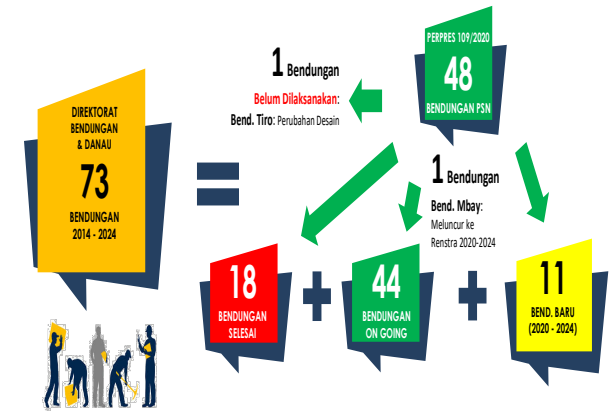 PERPRES 109/2020
48
BENDUNGAN PSN
1 Bendungan
Belum Dilaksanakan:
Bend. Tiro: Perubahan Desain
DIREKTORAT
BENDUNGAN
& DANAU
73
BENDUNGAN
2014 - 2024
=
1 Bendungan
Bend. Mbay:
Meluncur ke
Renstra 2020-2024
18
BENDUNGAN
SELESAI
+
44
BENDUNGAN
ON GOING
+
11
BEND. BARU
(2020 - 2024)